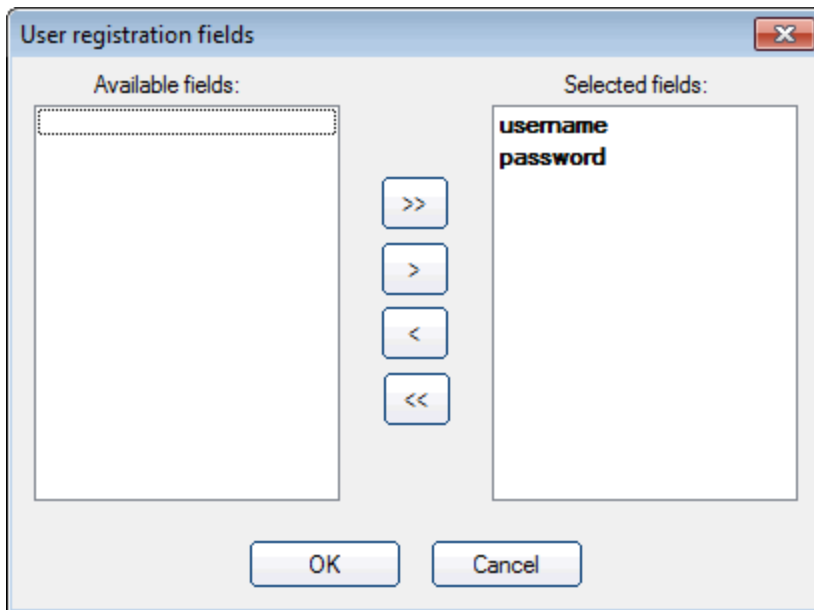 User registration fields
Available fields:
Selected fields:
username
password
>>
>
<
<<
OK
Cancel